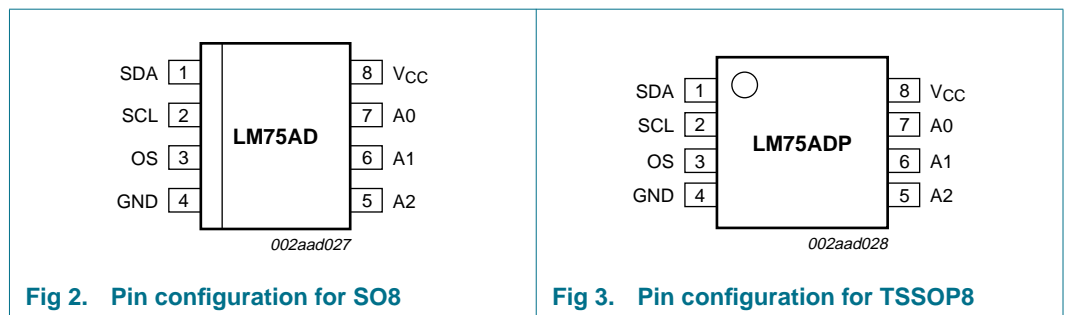 SDA 1
SCL 2
OS 3
GND 4
LM75AD
8 VCC
7 A0
6 A1
5 A2
002aad027
Fig 2. Pin configuration for SO8
SDA 1
SCL 2
OS 3
GND 4
LM75ADP
8 VCC
7 A0
6 A1
5 A2
002aad028
Fig 3. Pin configuration for TSSOP8